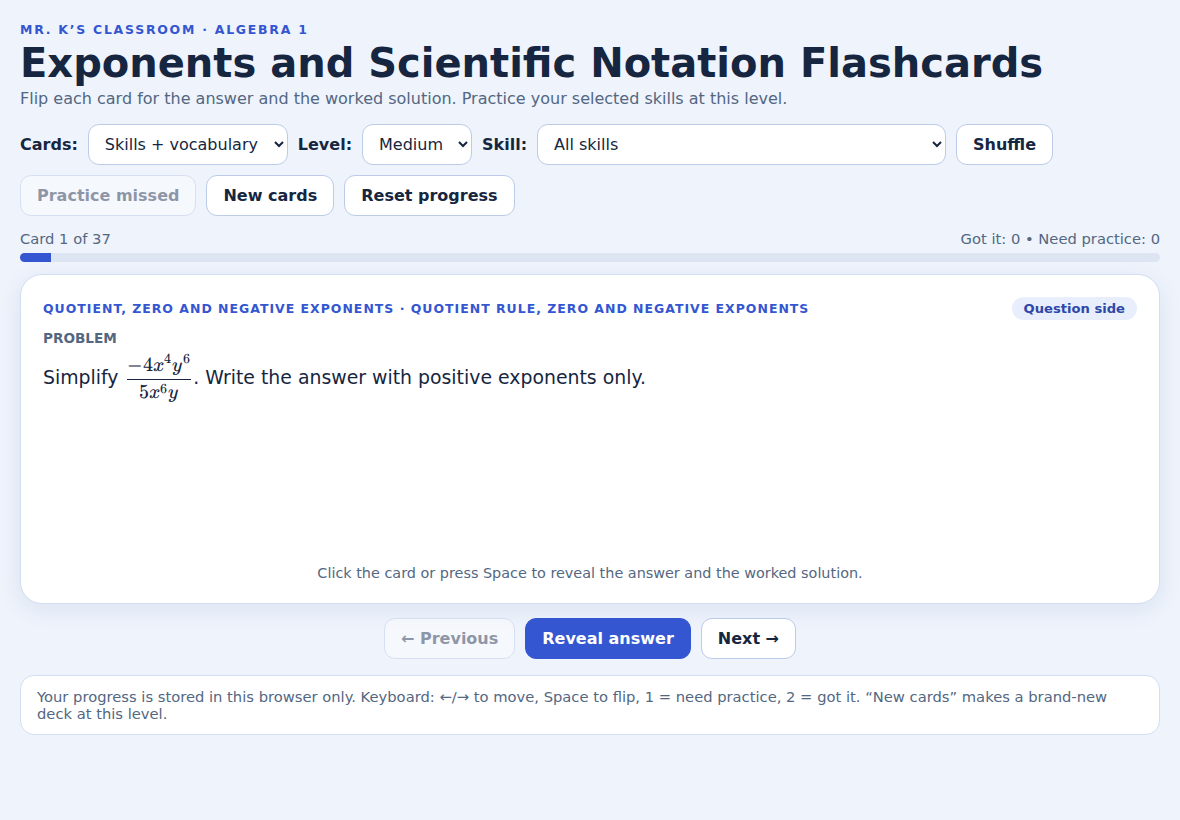 MR. K’S CLASSROOM · ALGEBRA 1
Exponents and Scientific Notation Flashcards
Flip each card for the answer and the worked solution. Practice your selected skills at this level.
Cards: Skills + vocabulary Level: Medium Skill: All skills Shuffle
Practice missed New cards Reset progress
Card 1 of 37 Got it: 0 • Need practice: 0
QUOTIENT, ZERO AND NEGATIVE EXPONENTS · QUOTIENT RULE, ZERO AND NEGATIVE EXPONENTS Question side
PROBLEM
Simplify $\frac{-4x^4y^6}{5x^6y}$. Write the answer with positive exponents only.
Click the card or press Space to reveal the answer and the worked solution.
← Previous Reveal answer Next →
Your progress is stored in this browser only. Keyboard: ←/→ to move, Space to flip, 1 = need practice, 2 = got it. “New cards” makes a brand-new
deck at this level.